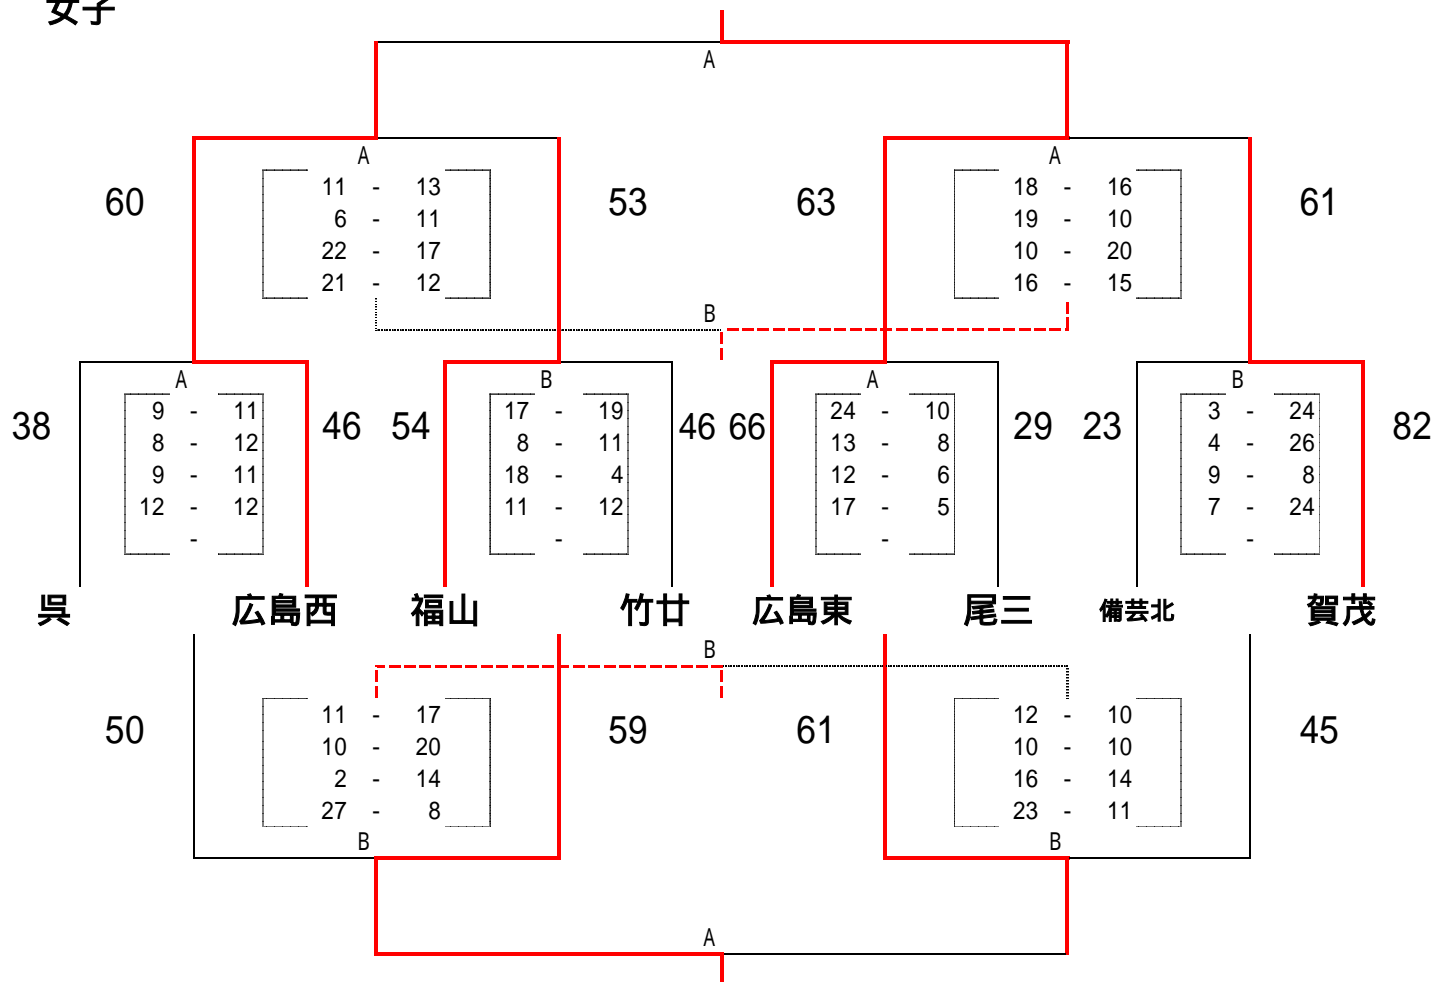 女子
A
A A
60 11 - 13 53 63 18 - 16 61
6 - 11 19 - 10
22 - 17 10 - 20
21 - 12 16 - 15
B
A B A B
38 9 - 11 46 54 17 - 19 46 66 24 - 10 29 23 3 - 24 82
8 - 12 8 - 11 13 - 8 4 - 26
9 - 11 18 - 4 12 - 6 9 - 8
12 - 12 11 - 12 17 - 5 7 - 24
- - - -
呉 広島西 福山 竹廿 広島東 尾三 備芸北 賀茂
B
50 11 - 17 59 61 12 - 10 45
10 - 20 10 - 10
2 - 14 16 - 14
27 - 8 23 - 11
B B
A